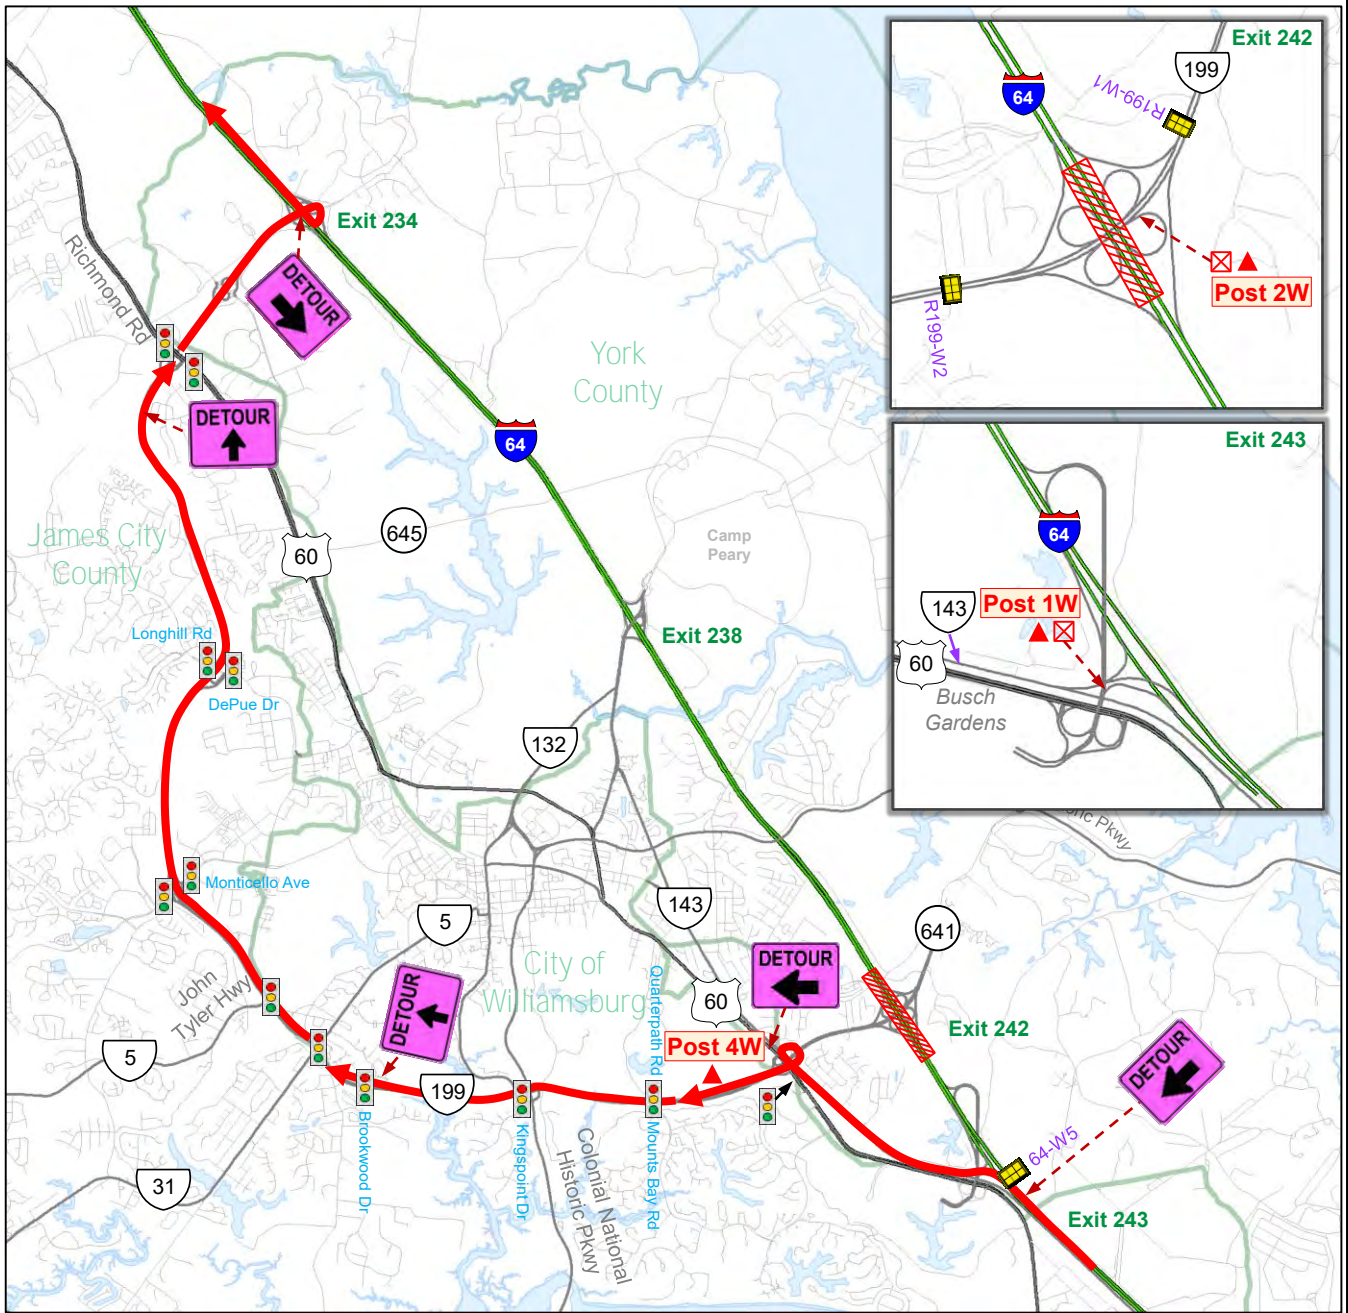 Exit 242
199
64
R199-W1
Post 2W
R199-W2
Exit 243
64
Post 1W
143
60
Busch
Gardens
Exit 234
DETOUR
Richmond Rd
York
County
DETOUR
64
James City
County
645
60
Camp
Peary
Longhill Rd
DePue Dr
Exit 238
132
ric Pkwy
Monticello Ave
5
143
641
City of
Williamsburg
Quarterpath Rd
DETOUR
60
John
Tyler Hwy
DETOUR
Post 4W
Exit 242
5
199
DETOUR
Brookwood Dr
Kingspoint Dr
Colonial National
Historic Pkwy
Mounts Bay Rd
64-W5
31
Exit 243